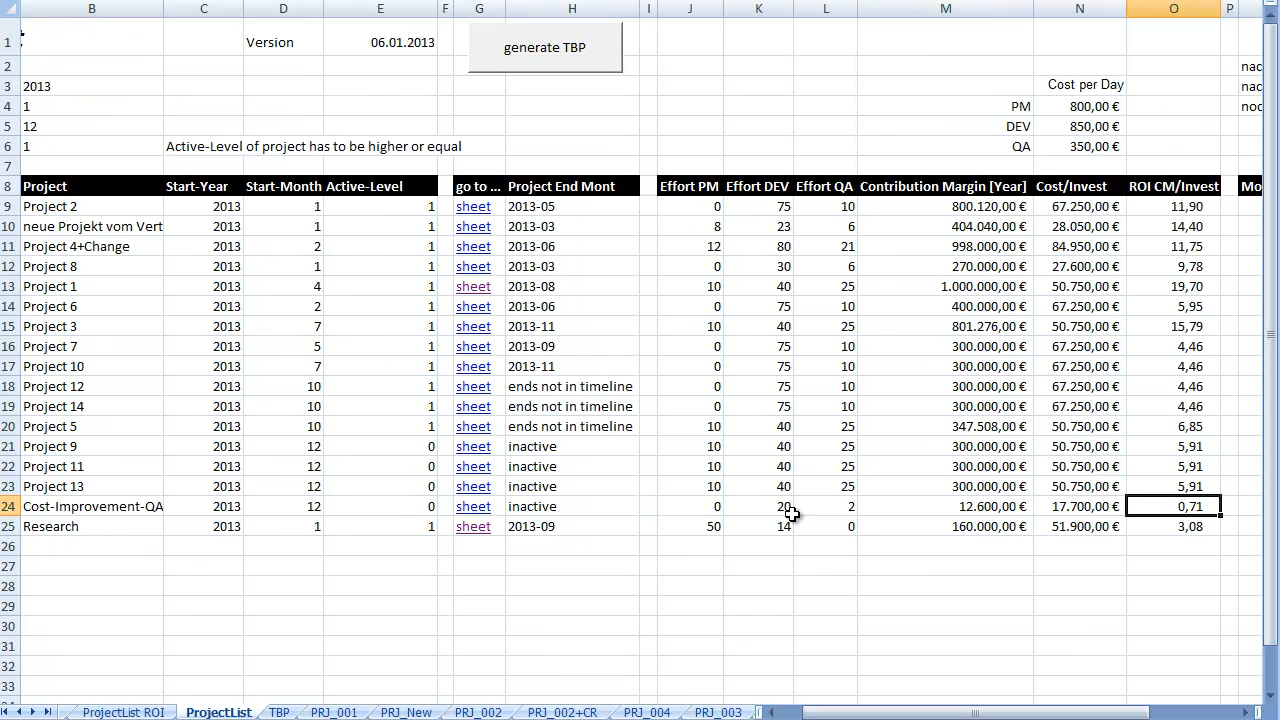 B C D E F G H I J K L M N O P
1 Version 06.01.2013 generate TBP
2 nac
3 2013 Cost per Day nac
4 1 PM 800,00 € noc
5 12 DEV 850,00 €
6 1 Active-Level of project has to be higher or equal QA 350,00 €
7
8 Project Start-Year Start-Month Active-Level go to ... Project End Mont Effort PM Effort DEV Effort QA Contribution Margin [Year] Cost/Invest ROI CM/Invest Mo
9 Project 2 2013 1 1 sheet 2013-05 0 75 10 800.120,00 € 67.250,00 € 11,90
10 neue Projekt vom Vert 2013 1 1 sheet 2013-03 8 23 6 404.040,00 € 28.050,00 € 14,40
11 Project 4+Change 2013 2 1 sheet 2013-06 12 80 21 998.000,00 € 84.950,00 € 11,75
12 Project 8 2013 1 1 sheet 2013-03 0 30 6 270.000,00 € 27.600,00 € 9,78
13 Project 1 2013 4 1 sheet 2013-08 10 40 25 1.000.000,00 € 50.750,00 € 19,70
14 Project 6 2013 2 1 sheet 2013-06 0 75 10 400.000,00 € 67.250,00 € 5,95
15 Project 3 2013 7 1 sheet 2013-11 10 40 25 801.276,00 € 50.750,00 € 15,79
16 Project 7 2013 5 1 sheet 2013-09 0 75 10 300.000,00 € 67.250,00 € 4,46
17 Project 10 2013 7 1 sheet 2013-11 0 75 10 300.000,00 € 67.250,00 € 4,46
18 Project 12 2013 10 1 sheet ends not in timeline 0 75 10 300.000,00 € 67.250,00 € 4,46
19 Project 14 2013 10 1 sheet ends not in timeline 0 75 10 300.000,00 € 67.250,00 € 4,46
20 Project 5 2013 10 1 sheet ends not in timeline 10 40 25 347.508,00 € 50.750,00 € 6,85
21 Project 9 2013 12 0 sheet inactive 10 40 25 300.000,00 € 50.750,00 € 5,91
22 Project 11 2013 12 0 sheet inactive 10 40 25 300.000,00 € 50.750,00 € 5,91
23 Project 13 2013 12 0 sheet inactive 10 40 25 300.000,00 € 50.750,00 € 5,91
24 Cost-Improvement-QA 2013 12 0 sheet inactive 0 20 2 12.600,00 € 17.700,00 € 0,71
25 Research 2013 1 1 sheet 2013-09 50 14 0 160.000,00 € 51.900,00 € 3,08
26
27
28
29
30
31
32
33
ProjectList ROI ProjectList TBP PRJ_001 PRJ_New PRJ_002 PRJ_002+CR PRJ_004 PRJ_003